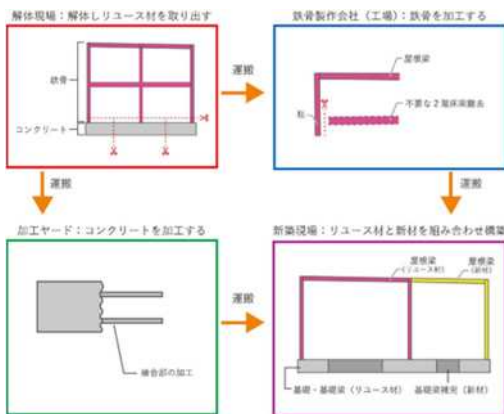 解体現場：解体しリユース材を取り出す
鉄骨
コンクリート
運搬
鉄骨製作会社（工場）：鉄骨を加工する
屋根梁
柱
不要な2階床梁撤去
運搬
運搬
加工ヤード：コンクリートを加工する
接合部の加工
運搬
新築現場：リユース材と新材を組み合わせ構築
屋根梁
（リユース材）
屋根梁
（新材）
基礎・基礎梁（リユース材）
基礎梁補完（新材）